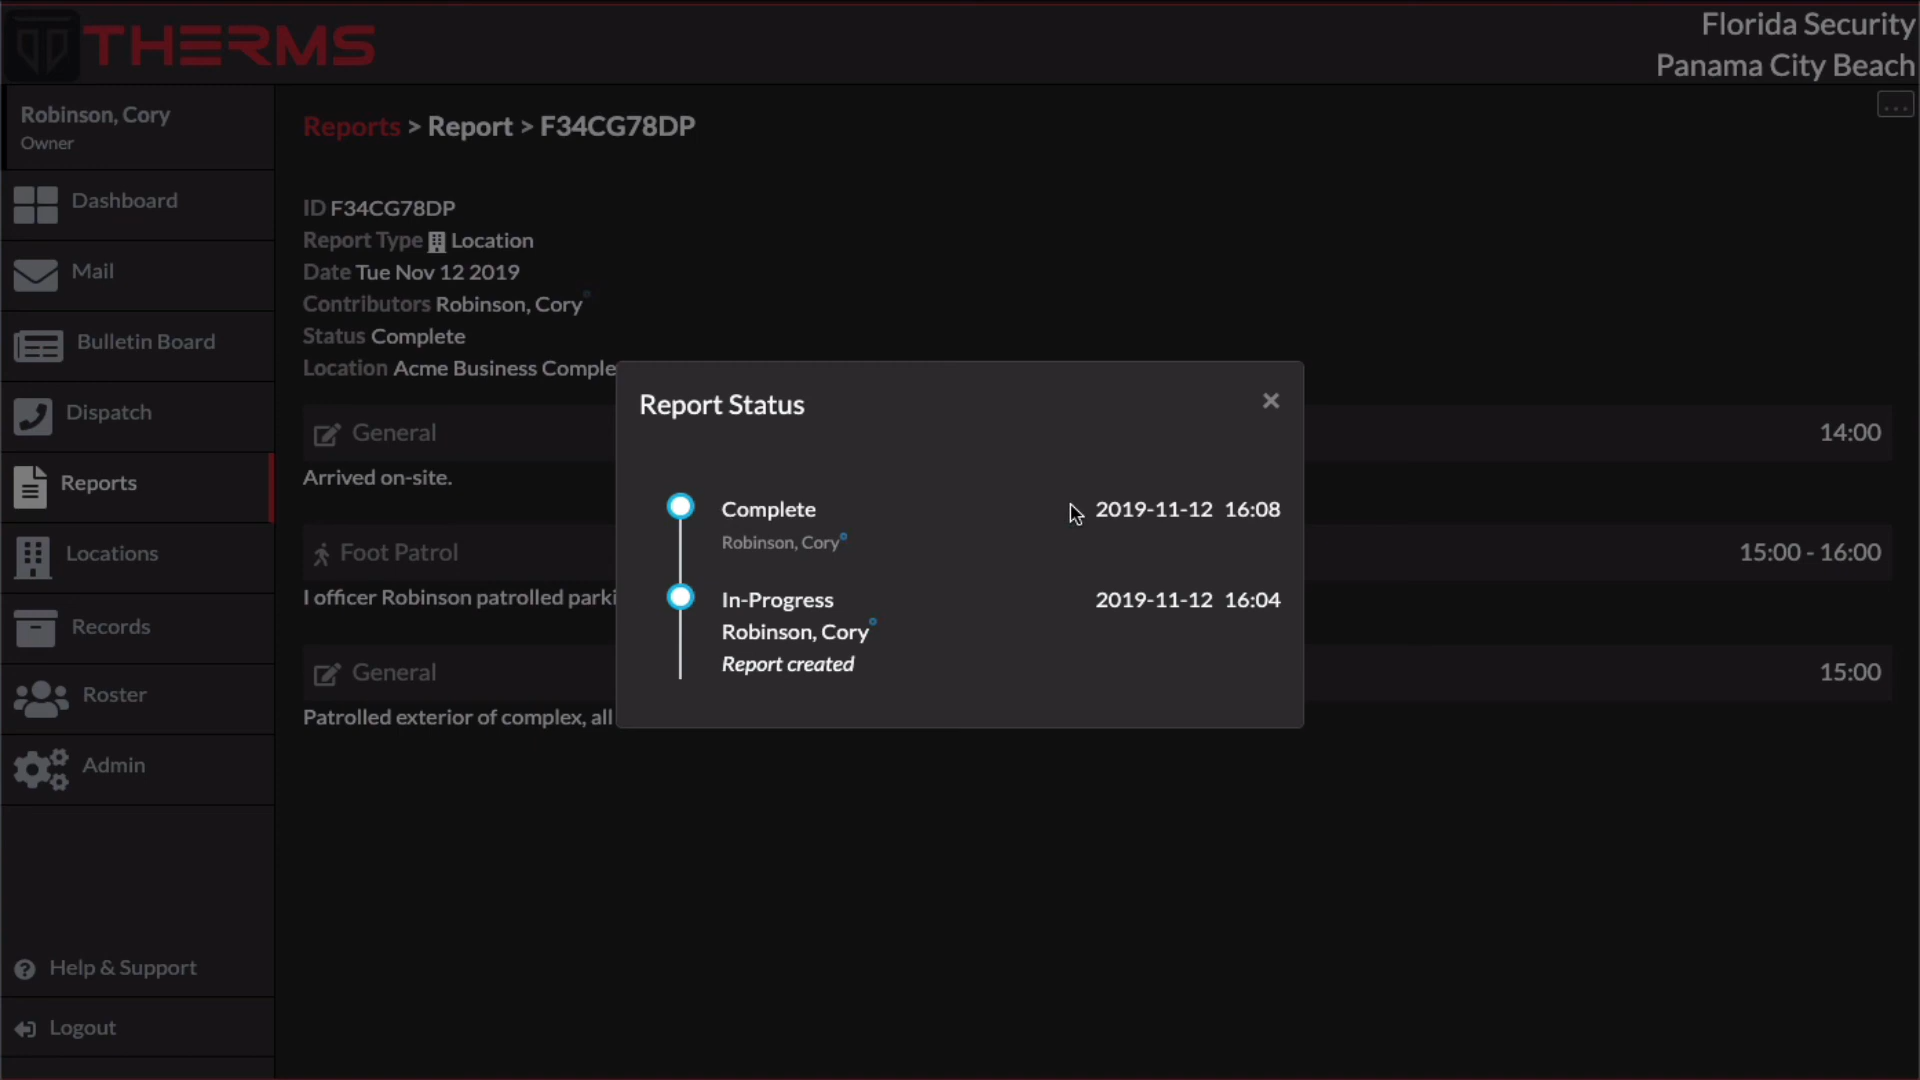 THERMS
Florida Security
Panama City Beach
Robinson, Cory
Owner
Dashboard
Mail
Bulletin Board
Dispatch
Reports
Locations
Records
Roster
Admin
Help & Support
Logout
...
Reports > Report > F34CG78DP
ID F34CG78DP
Report Type Location
Date Tue Nov 12 2019
Contributors Robinson, Cory
Status Complete
Location Acme Business Comple
General 14:00
Arrived on-site.
Foot Patrol 15:00 - 16:00
I officer Robinson patrolled parki
General 15:00
Patrolled exterior of complex, all
Report Status ×
Complete 2019-11-12 16:08
Robinson, Cory
In-Progress 2019-11-12 16:04
Robinson, Cory
Report created